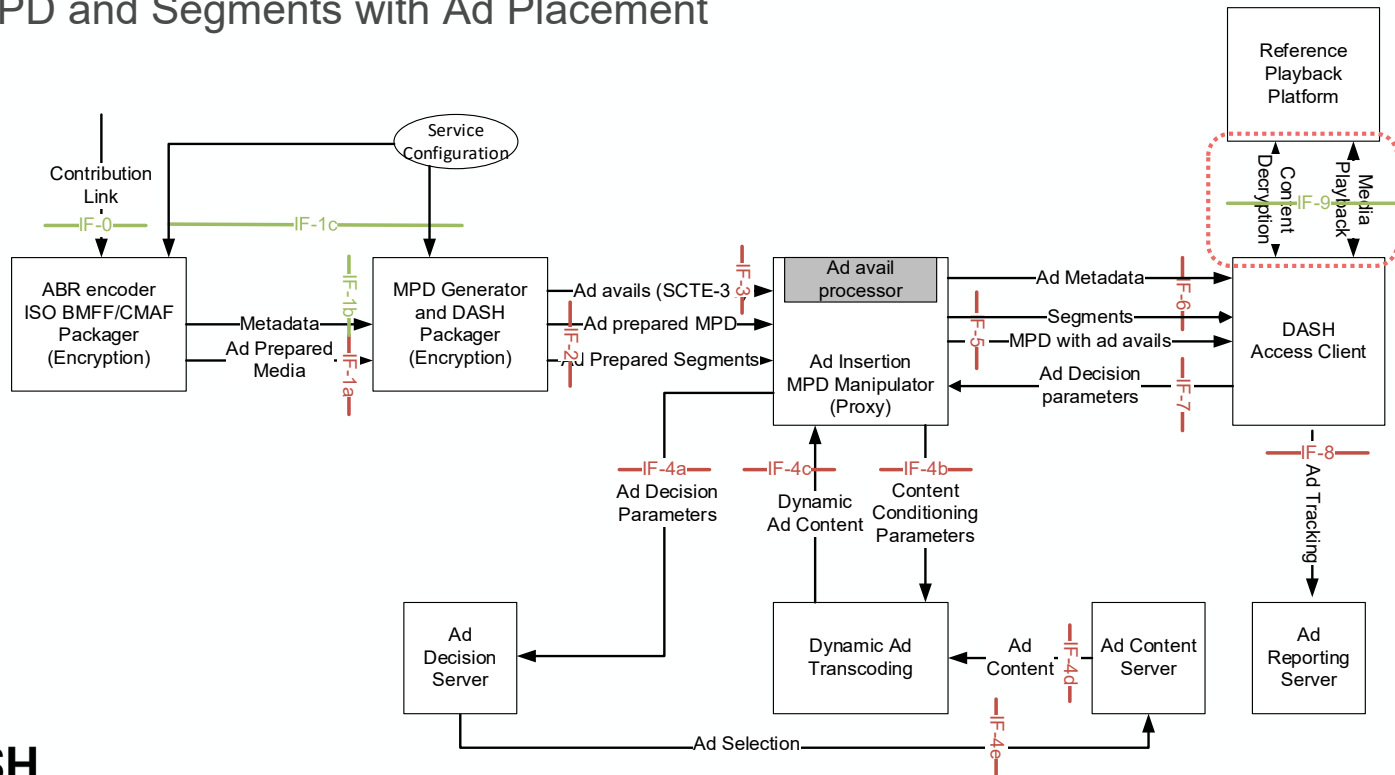 PD and Segments with Ad Placement
Reference
Playback
Platform
Service
Configuration
Contribution
Link
IF-0
IF-1c
Content
Decryption
Media
Playback
IF-9
ABR encoder
ISO BMFF/CMAF
Packager
(Encryption)
Metadata
Ad Prepared
Media
IF-1b
IF-1a
MPD Generator
and DASH
Packager
(Encryption)
Ad avails (SCTE-3
Ad prepared MPD
Ad Prepared Segments
IF-3
IF-2
Ad avail
processor
Ad Insertion
MPD Manipulator
(Proxy)
Ad Metadata
Segments
MPD with ad avails
Ad Decision
parameters
IF-5
IF-6
IF-7
DASH
Access Client
IF-4a
Ad Decision
Parameters
IF-4c
Dynamic
Ad Content
IF-4b
Content
Conditioning
Parameters
IF-8
Ad Tracking
Ad
Decision
Server
Dynamic Ad
Transcoding
Ad
Content
IF-4d
Ad Content
Server
Ad
Reporting
Server
Ad Selection
IF-4e
SH